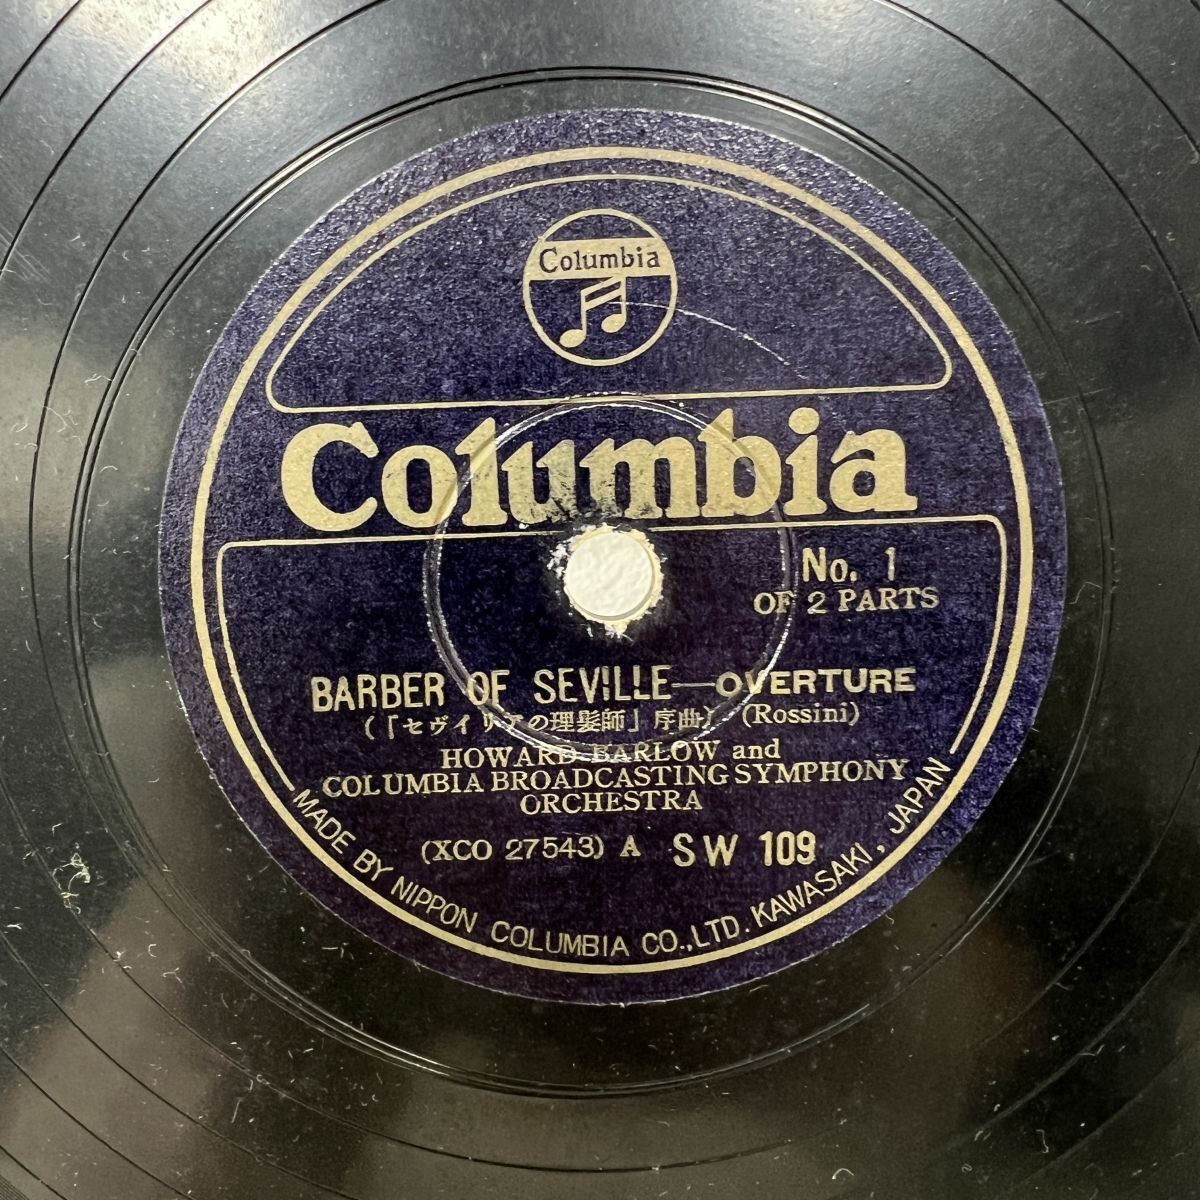 Columbia
Columbia
No. 1
OF 2 PARTS
BARBER OF SEVILLE—OVERTURE
(「セヴイリアの理髪師」序曲) (Rossini)
HOWARD BARLOW and
COLUMBIA BROADCASTING SYMPHONY
ORCHESTRA
(XCO 27543) A SW 109
MADE BY NIPPON COLUMBIA CO., LTD. KAWASAKI, JAPAN